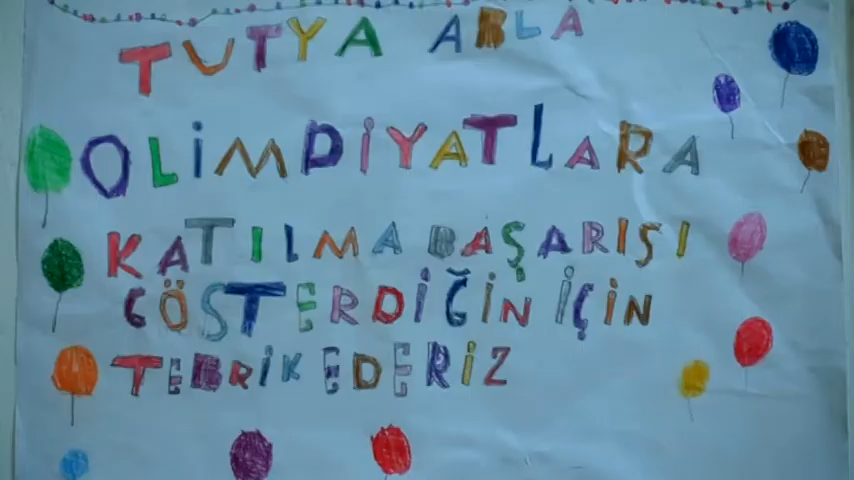 TUTYA ABLA
OLİMPİYATLARA
KATILMA BAŞARISI
GÖSTERDİĞİN İÇİN
TEBRİK EDERİZ